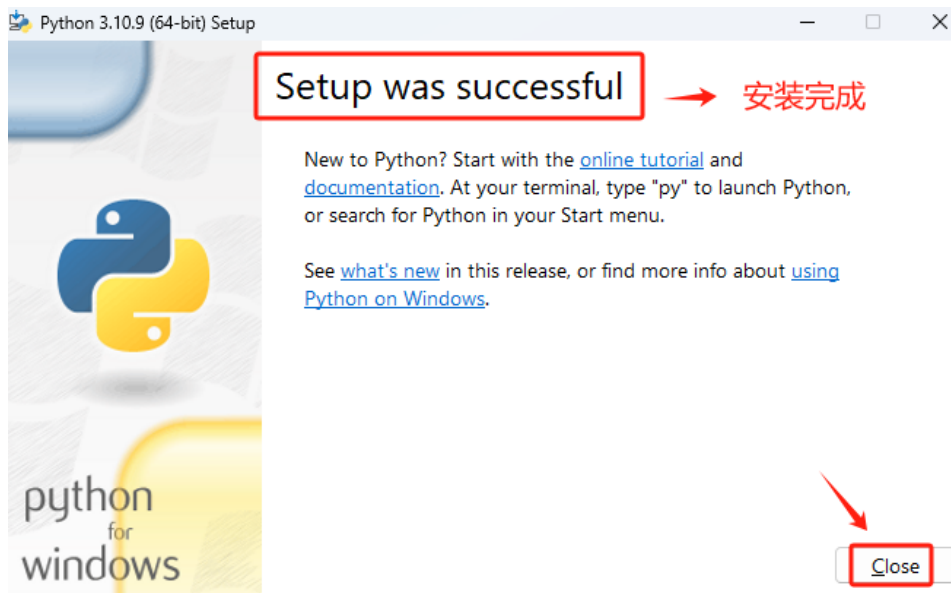 Python 3.10.9 (64-bit) Setup
Setup was successful
安装完成
New to Python? Start with the online tutorial and
documentation. At your terminal, type "py" to launch Python,
or search for Python in your Start menu.
See what's new in this release, or find more info about using
Python on Windows.
python
for
windows
Close